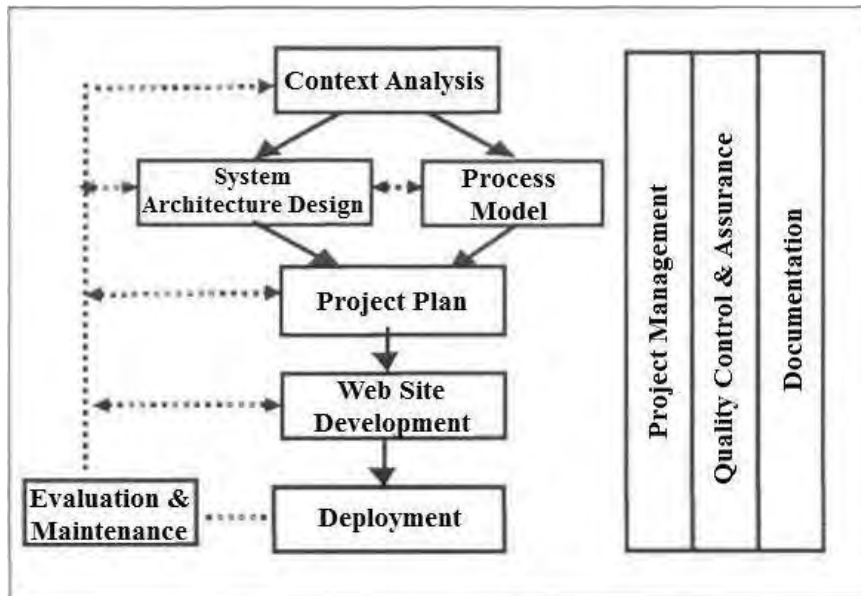 Context Analysis
System
Architecture Design
Process
Model
Project Plan
Web Site
Development
Evaluation &
Maintenance
Deployment
Project Management
Quality Control & Assurance
Documentation